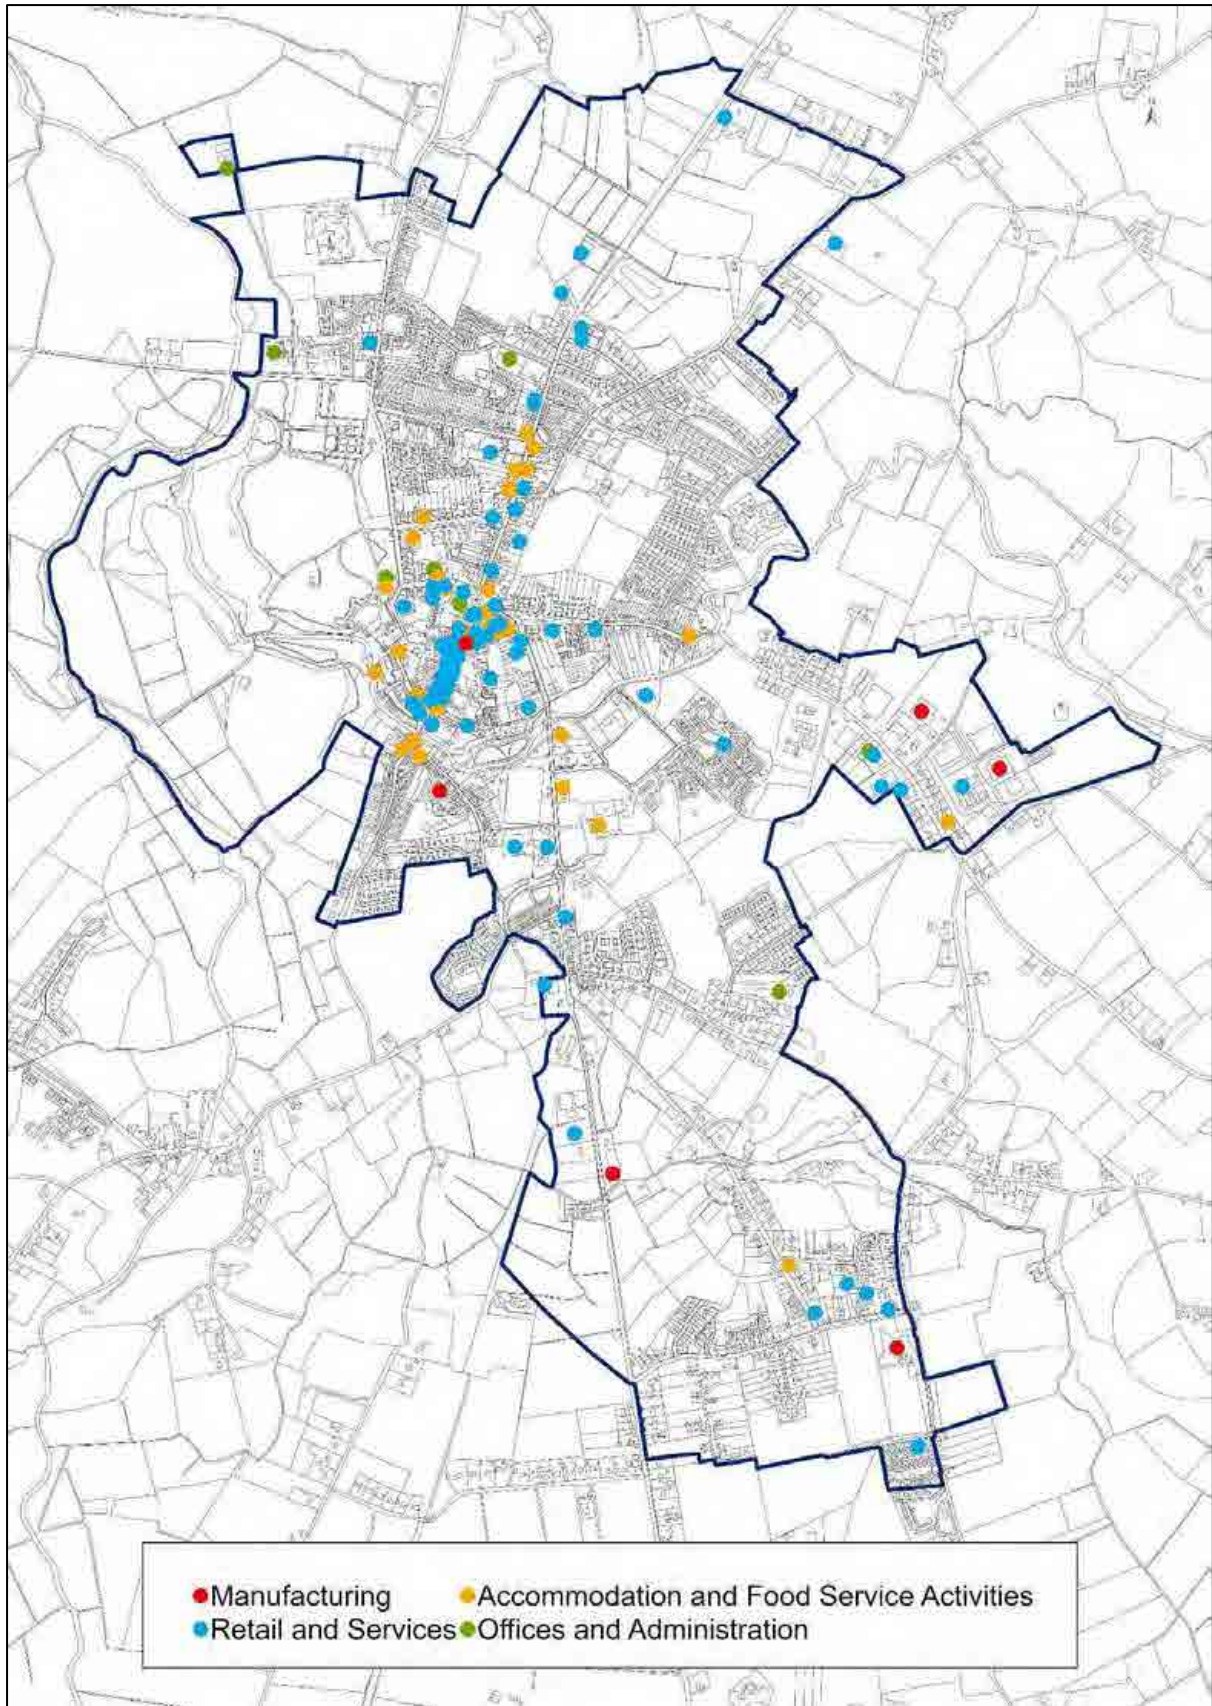 Manufacturing Accommodation and Food Service Activities
Retail and Services Offices and Administration